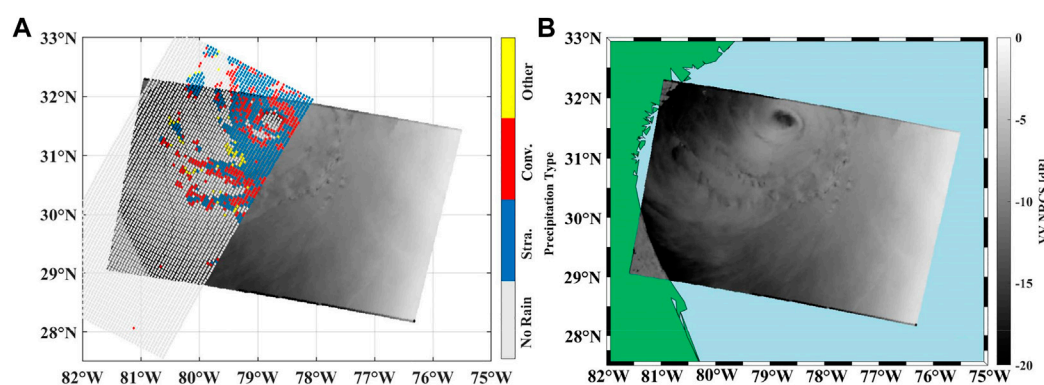 A
B
33°N
32°N
31°N
30°N
29°N
28°N
82°W 81°W 80°W 79°W 78°W 77°W 76°W 75°W
Other
Conv.
Stra.
No Rain
Precipitation Type
33°N
32°N
31°N
30°N
29°N
28°N
82°W 81°W 80°W 79°W 78°W 77°W 76°W 75°W
0
-5
-10
-15
-20
VV NRCS